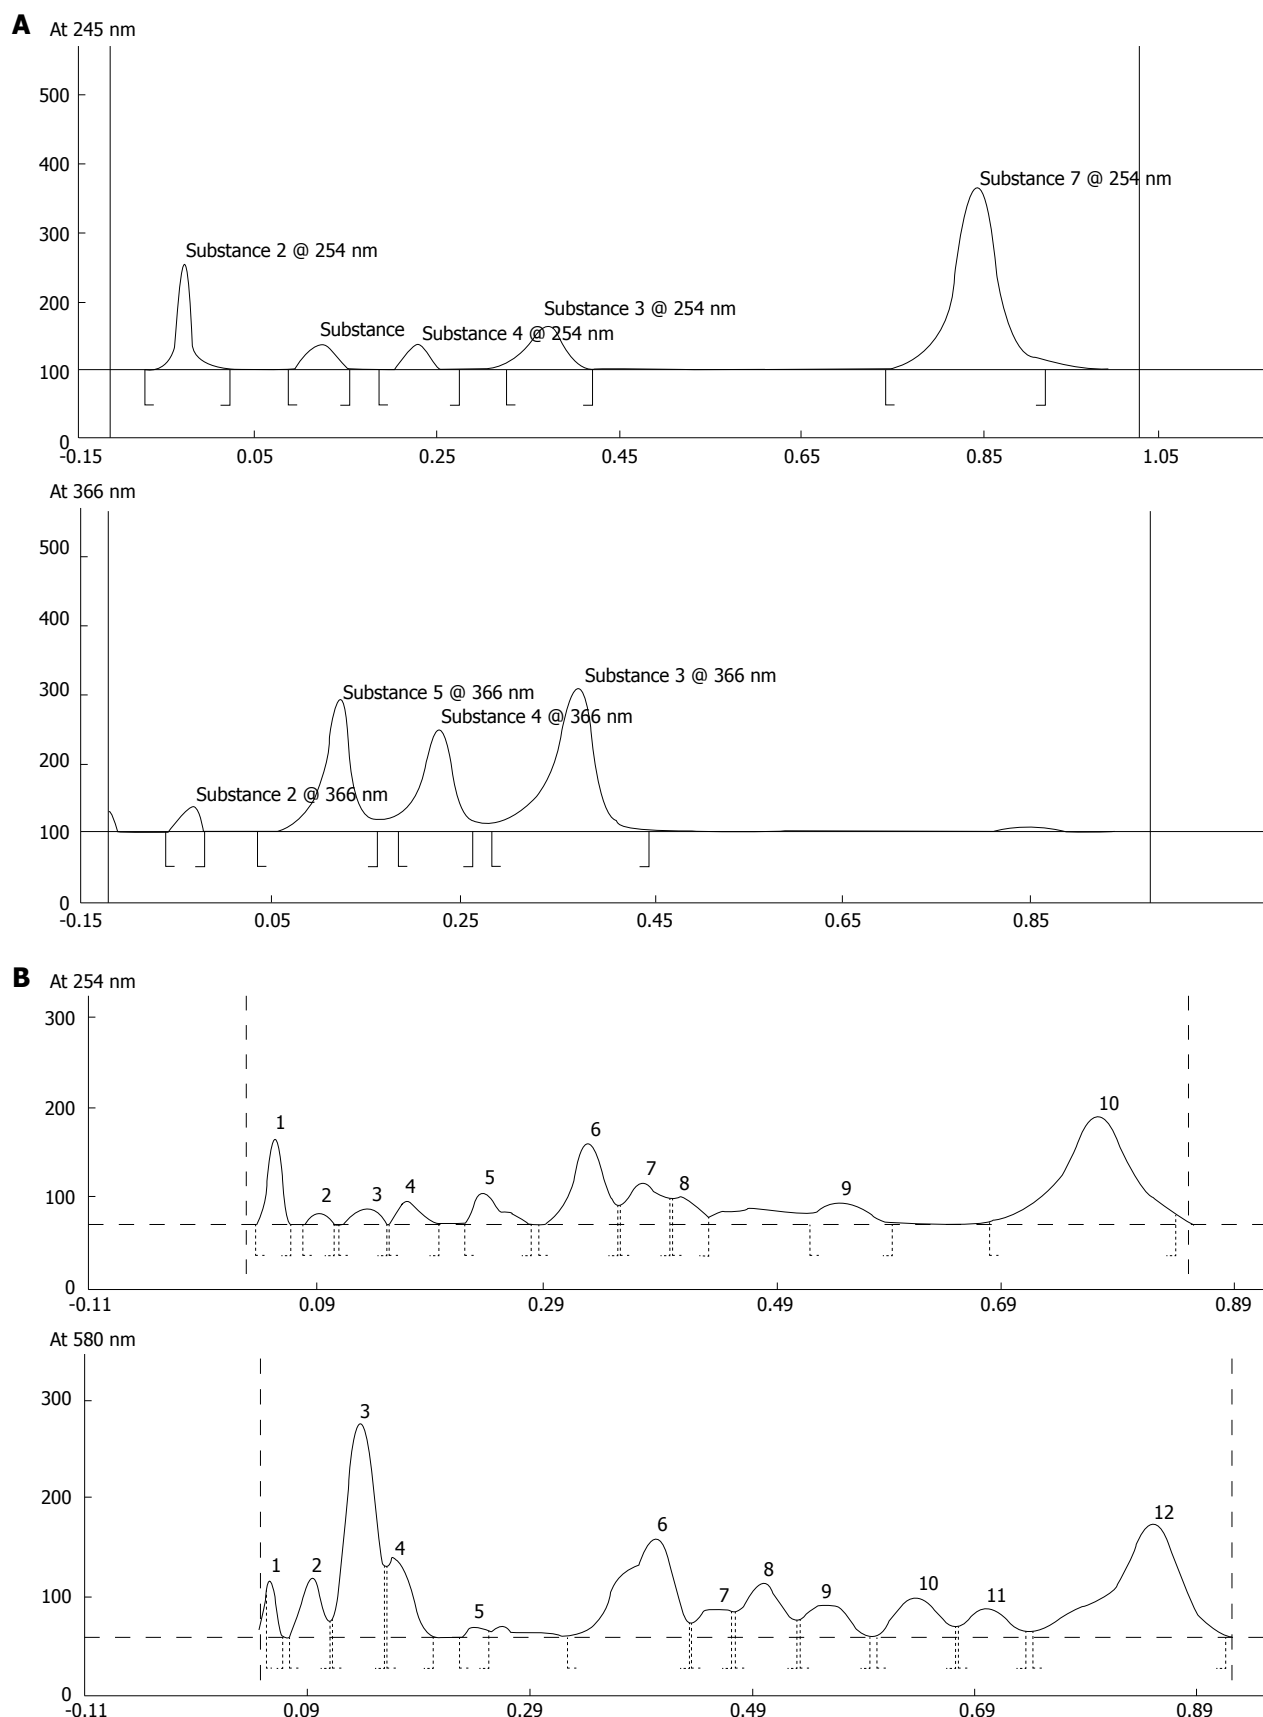 A At 245 nm
500
400
300
200
100
0
Substance 2 @ 254 nm
Substance
Substance 4 @ 254 nm
Substance 3 @ 254 nm
Substance 7 @ 254 nm
-0.15 0.05 0.25 0.45 0.65 0.85 1.05
At 366 nm
500
400
300
200
100
0
Substance 2 @ 366 nm
Substance 5 @ 366 nm
Substance 4 @ 366 nm
Substance 3 @ 366 nm
-0.15 0.05 0.25 0.45 0.65 0.85
B At 254 nm
300
200
100
0
1 2 3 4 5 6 7 8 9 10
-0.11 0.09 0.29 0.49 0.69 0.89
At 580 nm
300
200
100
0
1 2 3 4 5 6 7 8 9 10 11 12
-0.11 0.09 0.29 0.49 0.69 0.89